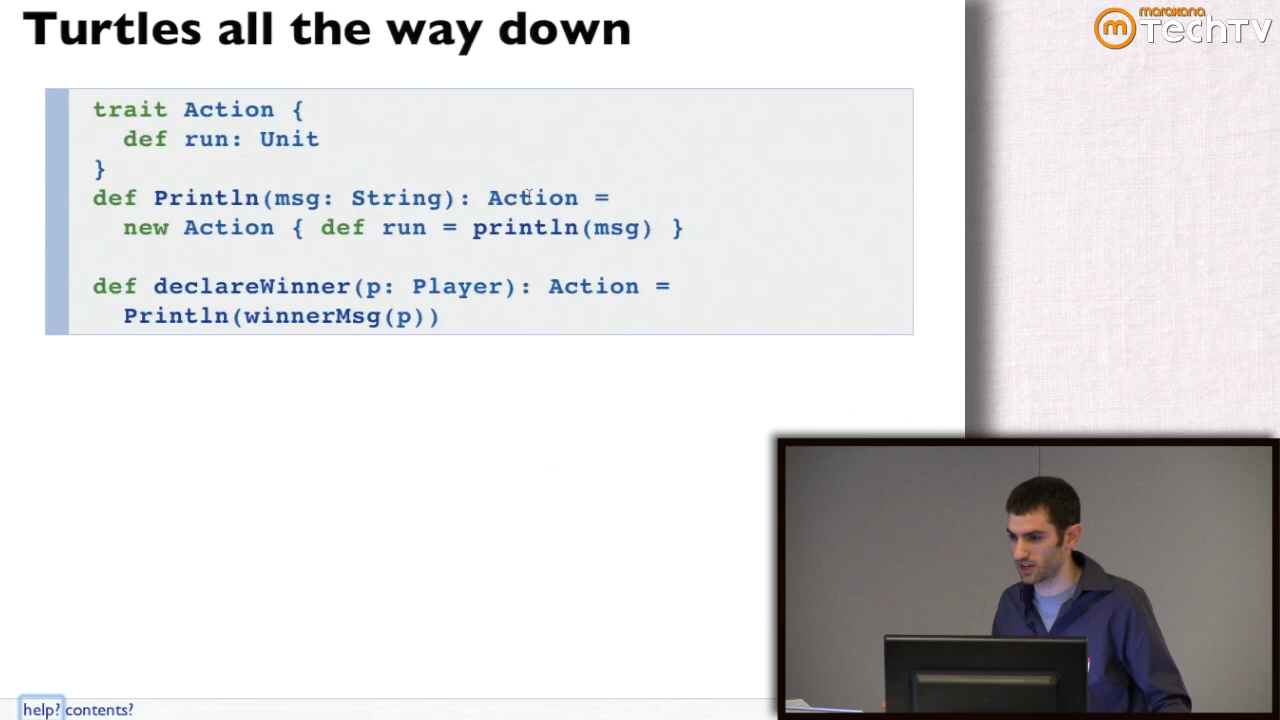 Turtles all the way down
marakana
m TechTV
trait Action {
def run: Unit
}
def Println(msg: String): Action =
new Action { def run = println(msg) }
def declareWinner(p: Player): Action =
Println(winnerMsg(p))
help? contents?